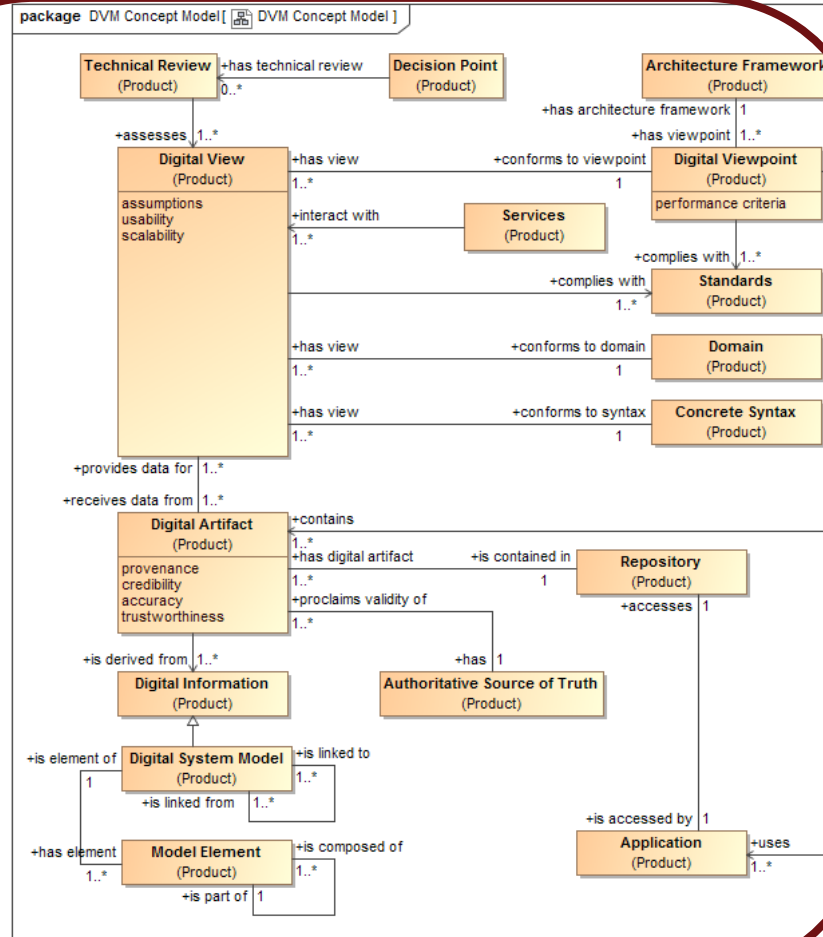 package DVM Concept Model[ DVM Concept Model ]
Technical Review
(Product)
+has technical review
0..*
Decision Point
(Product)
Architecture Framework
(Product)
+has architecture framework 1
+assesses 1..*
+has viewpoint 1..*
Digital View
(Product)
assumptions
usability
scalability
+has view
1..*
+conforms to viewpoint
1
Digital Viewpoint
(Product)
performance criteria
+interact with
1..*
Services
(Product)
+complies with 1..*
+complies with
1..*
Standards
(Product)
+has view
1..*
+conforms to domain
1
Domain
(Product)
+has view
1..*
+conforms to syntax
1
Concrete Syntax
(Product)
+provides data for 1..*
+receives data from 1..*
Digital Artifact
(Product)
provenance
credibility
accuracy
trustworthiness
+contains
1..*
+has digital artifact
1..*
+is contained in
1
Repository
(Product)
+proclaims validity of
1..*
+accesses 1
+is derived from 1..*
+has 1
Digital Information
(Product)
Authoritative Source of Truth
(Product)
+is element of
1
Digital System Model
(Product)
+is linked to
1..*
+is linked from 1..*
+has element
1..*
Model Element
(Product)
+is composed of
1..*
+is part of 1
+is accessed by 1
Application
(Product)
+uses
1..*